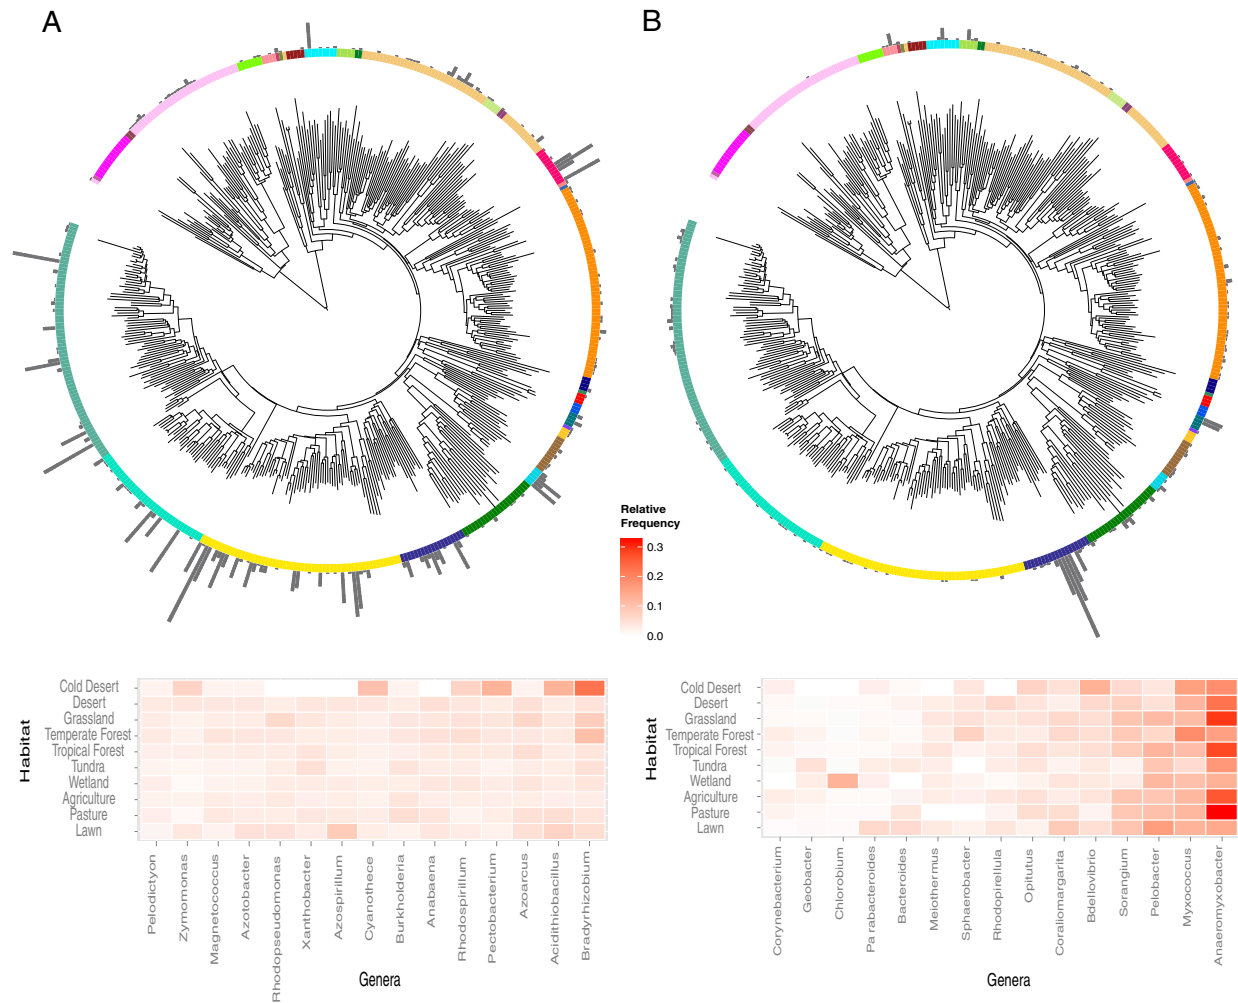 A
B
Relative
Frequency
0.3
0.2
0.1
0.0
Habitat
Cold Desert
Desert
Grassland
Temperate Forest
Tropical Forest
Tundra
Wetland
Agriculture
Pasture
Lawn
Pelodictyon
Zymomonas
Magnetococcus
Azotobacter
Rhodopseudomonas
Xanthobacter
Azospirillum
Cyanothece
Burkholderia
Anabaena
Rhodospirillum
Pectobacterium
Azoarcus
Acidithiobacillus
Bradyrhizobium
Genera
Habitat
Cold Desert
Desert
Grassland
Temperate Forest
Tropical Forest
Tundra
Wetland
Agriculture
Pasture
Lawn
Corynebacterium
Geobacter
Chlorobium
Pa rabacteroides
Bacteroides
Meiothermus
Sphaerobacter
Rhodopirellula
Opitutus
Coraliomargarita
Bdellovibrio
Sorangium
Pelobacter
Myxococcus
Anaeromyxobacter
Genera